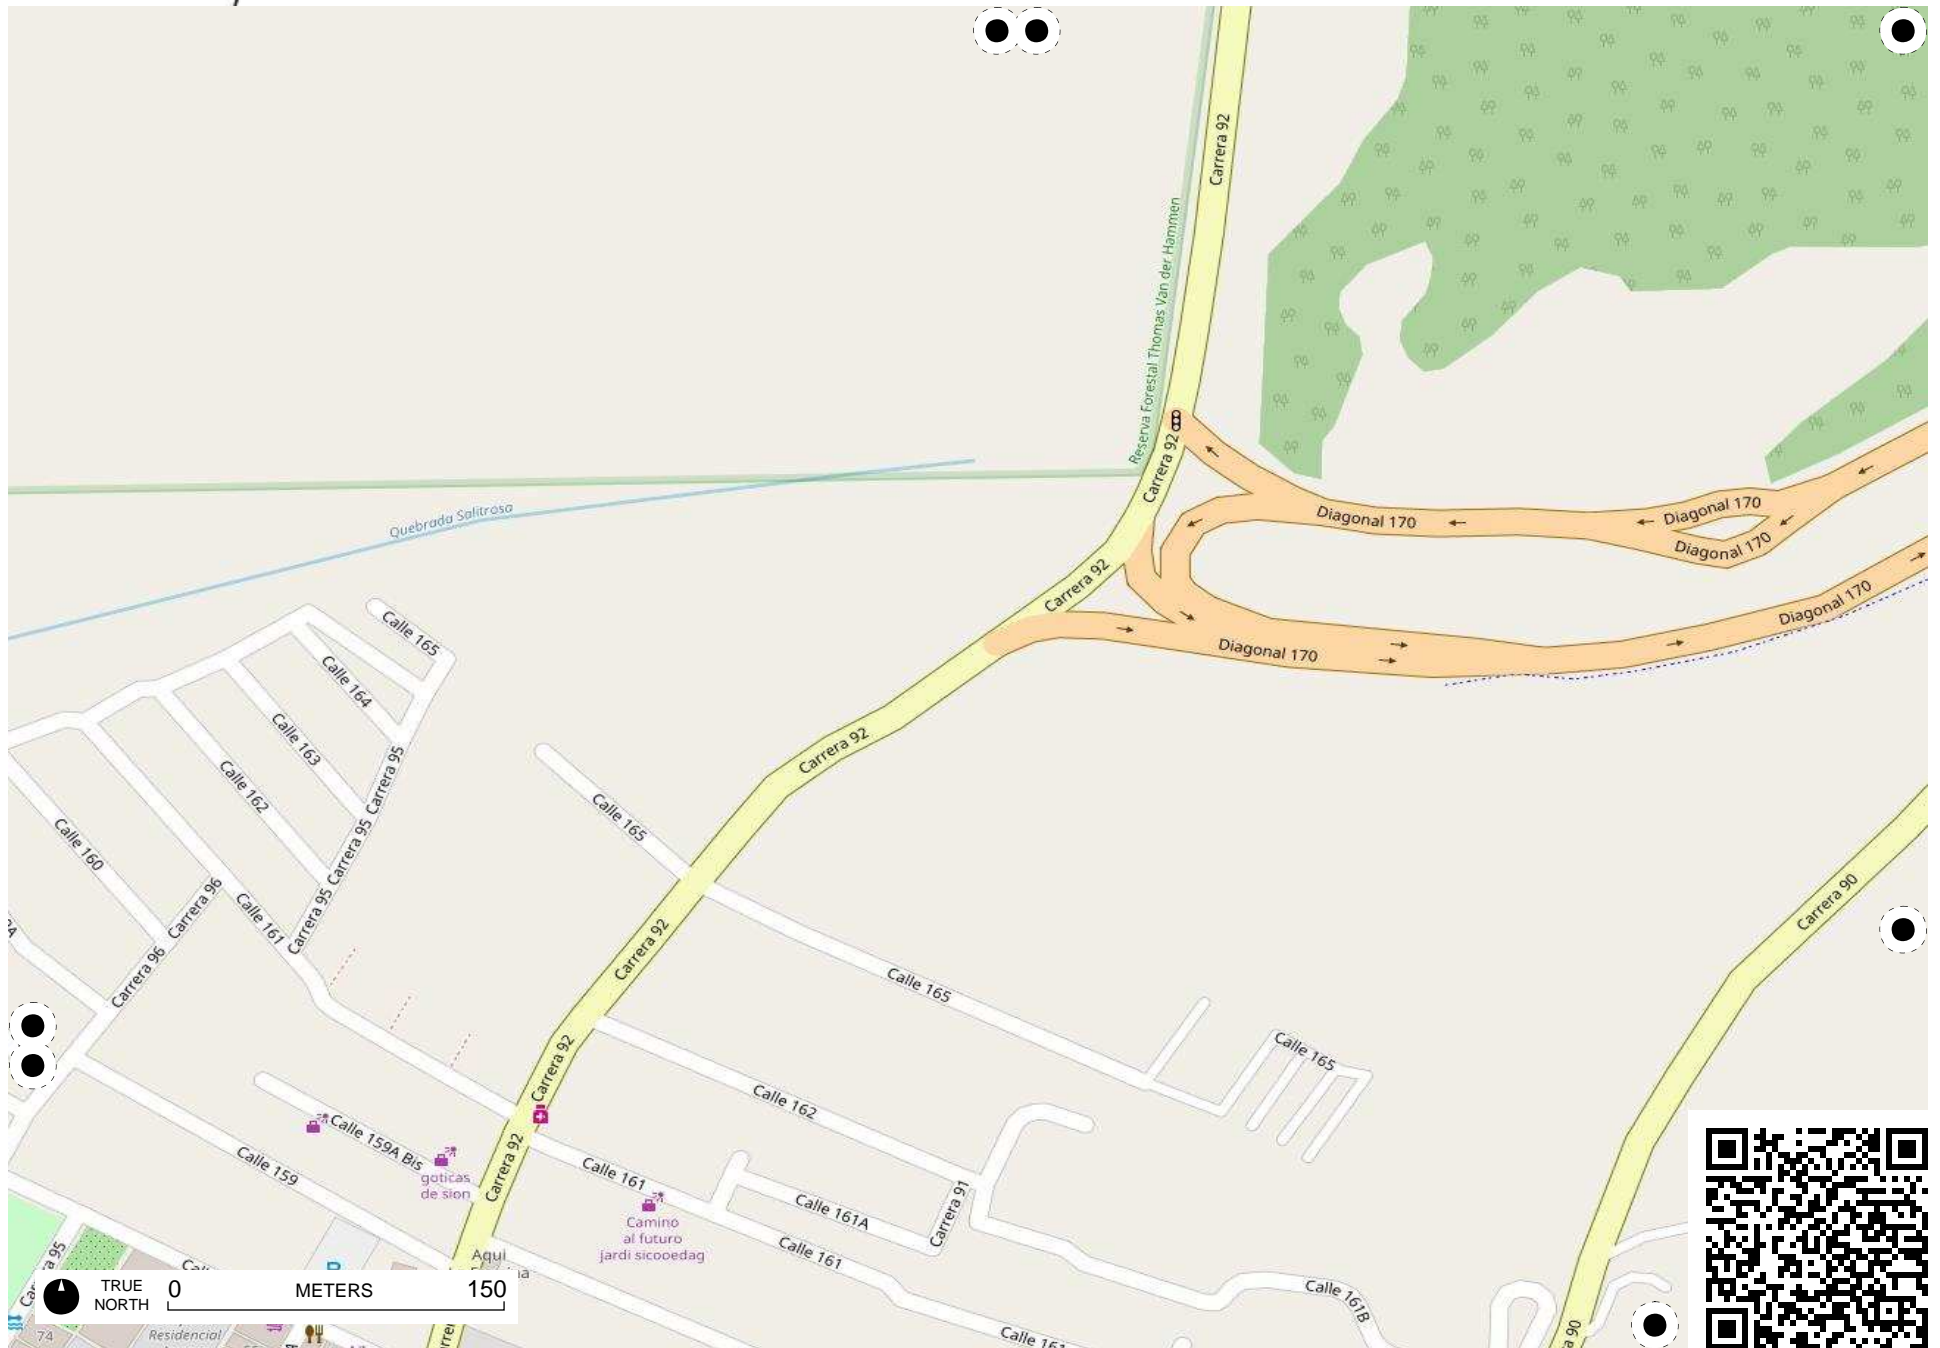 Carrera 92
Reserva Forestal Thomas Van der Hammen
Carrera 92
Quebrada Salitrosa
Diagonal 170
Diagonal 170
Diagonal 170
Carrera 92
Diagonal 170
Diagonal 170
Calle 165
Calle 164
Calle 163
Carrera 92
Carrera 95
Calle 162
Calle 165
Calle 160
Carrera 95
Carrera 96
Carrera 95
Calle 161
Carrera 90
Carrera 92
Carrera 96
Calle 165
Calle 165
Carrera 92
Calle 162
Calle 159A Bis
Calle 159
goticas
de sion
Carrera 92
Calle 161
Calle 161A
Carrera 91
Camino
al futuro
jardi sicooedag
Calle 161
Aqui
Calle 161B
TRUE
NORTH
0
METERS
150
74
Residencial